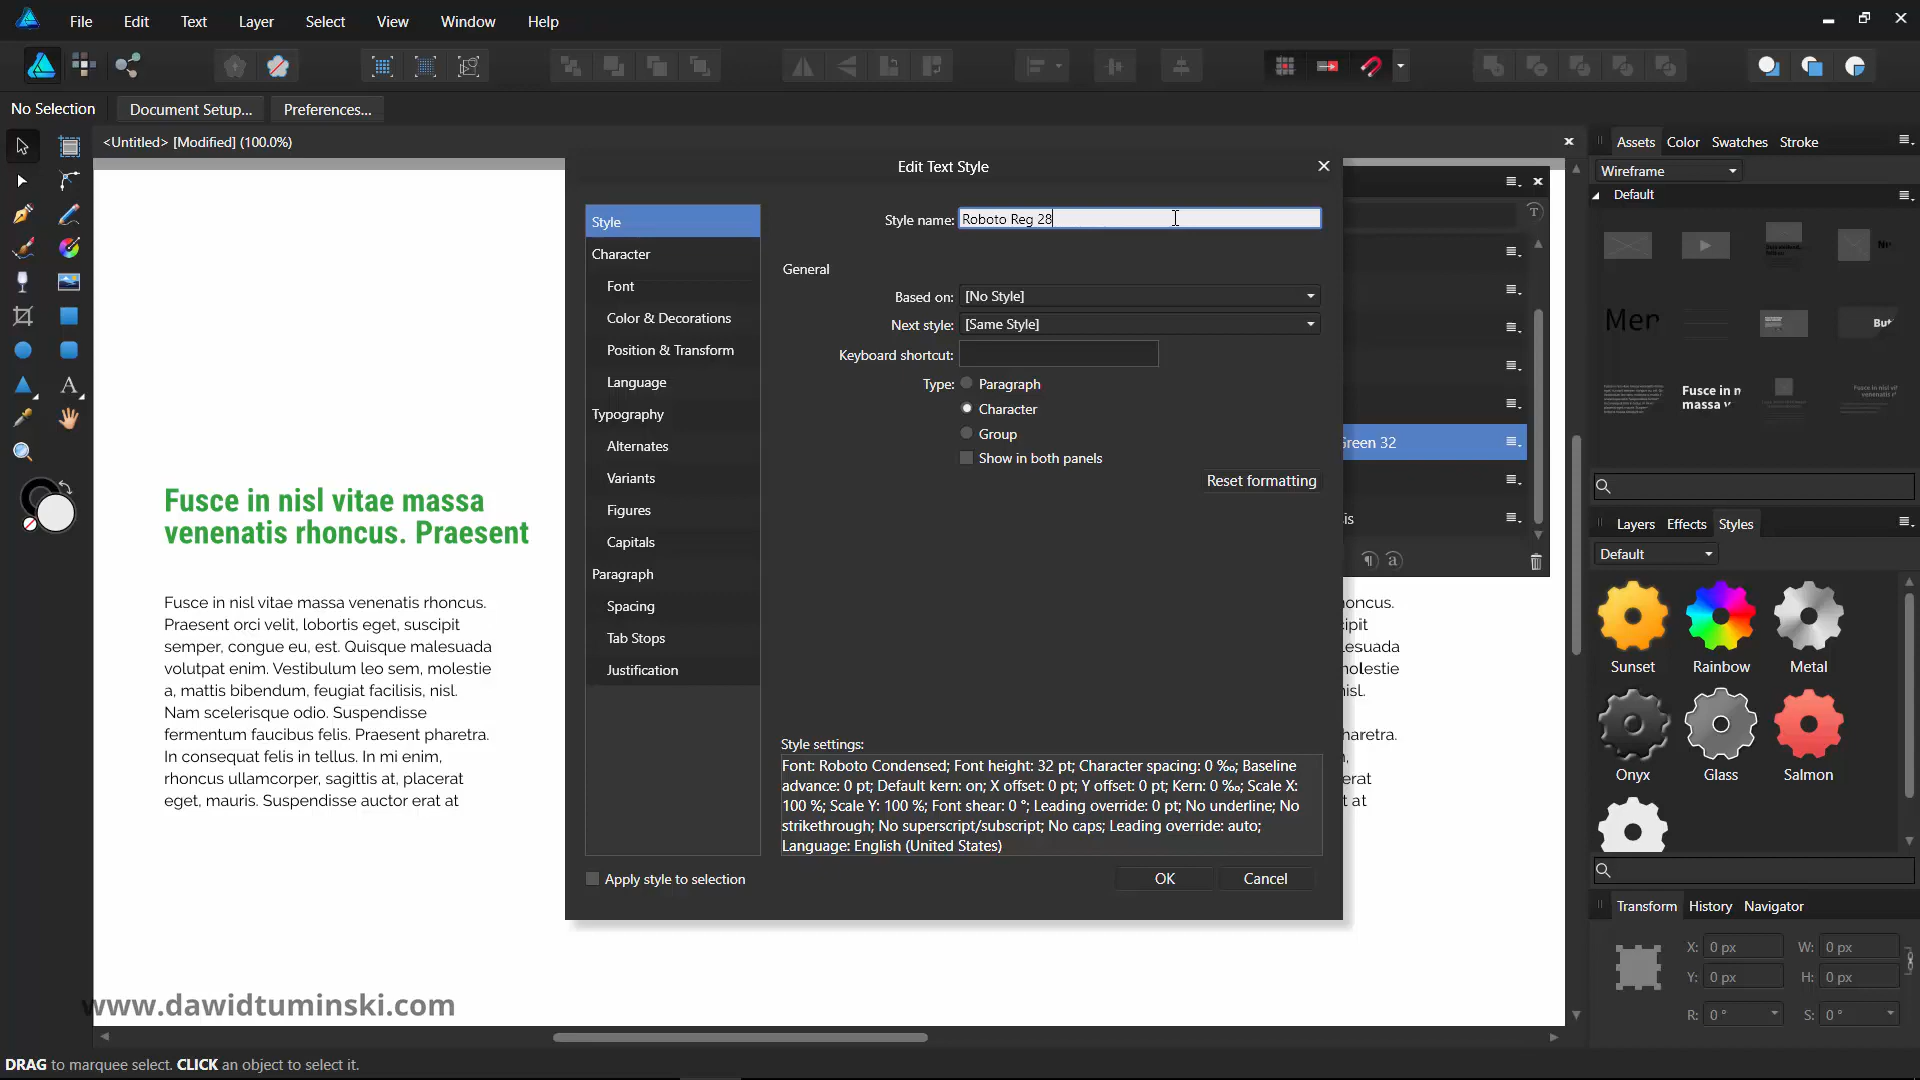 File Edit Text Layer Select View Window Help
No Selection Document Setup... Preferences...
<Untitled> [Modified] (100.0%)
Edit Text Style
Style
Character
Font
Color & Decorations
Position & Transform
Language
Typography
Alternates
Variants
Figures
Capitals
Paragraph
Spacing
Tab Stops
Justification
Style name: Roboto Reg 28
General
Based on: [No Style]
Next style: [Same Style]
Keyboard shortcut:
Type: Paragraph
Character
Group
Show in both panels
Reset formatting
Style settings:
Font: Roboto Condensed; Font height: 32 pt; Character spacing: 0 ‰; Baseline
advance: 0 pt; Default kern: on; X offset: 0 pt; Y offset: 0 pt; Kern: 0 ‰; Scale X:
100 %; Scale Y: 100 %; Font shear: 0 °; Leading override: 0 pt; No underline; No
strikethrough; No superscript/subscript; No caps; Leading override: auto;
Language: English (United States)
Apply style to selection OK Cancel
Fusce in nisl vitae massa
venenatis rhoncus. Praesent
Fusce in nisl vitae massa venenatis rhoncus.
Praesent orci velit, lobortis eget, suscipit
semper, congue eu, est. Quisque malesuada
volutpat enim. Vestibulum leo sem, molestie
a, mattis bibendum, feugiat facilisis, nisl.
Nam scelerisque odio. Suspendisse
fermentum faucibus felis. Praesent pharetra.
In consequat felis in tellus. In mi enim,
rhoncus ullamcorper, sagittis at, placerat
eget, mauris. Suspendisse auctor erat at
Green 32
sis
oncus.
ipit
lesuada
molestie
nisl.
haretra.
,
erat
t at
Assets Color Swatches Stroke
Wireframe
Default
Men
But
Fusce in n
massa v
Layers Effects Styles
Default
Sunset Rainbow Metal
Onyx Glass Salmon
Transform History Navigator
X: 0 px W: 0 px
Y: 0 px H: 0 px
R: 0 ° S: 0 °
www.dawidtuminski.com
DRAG to marquee select. CLICK an object to select it.